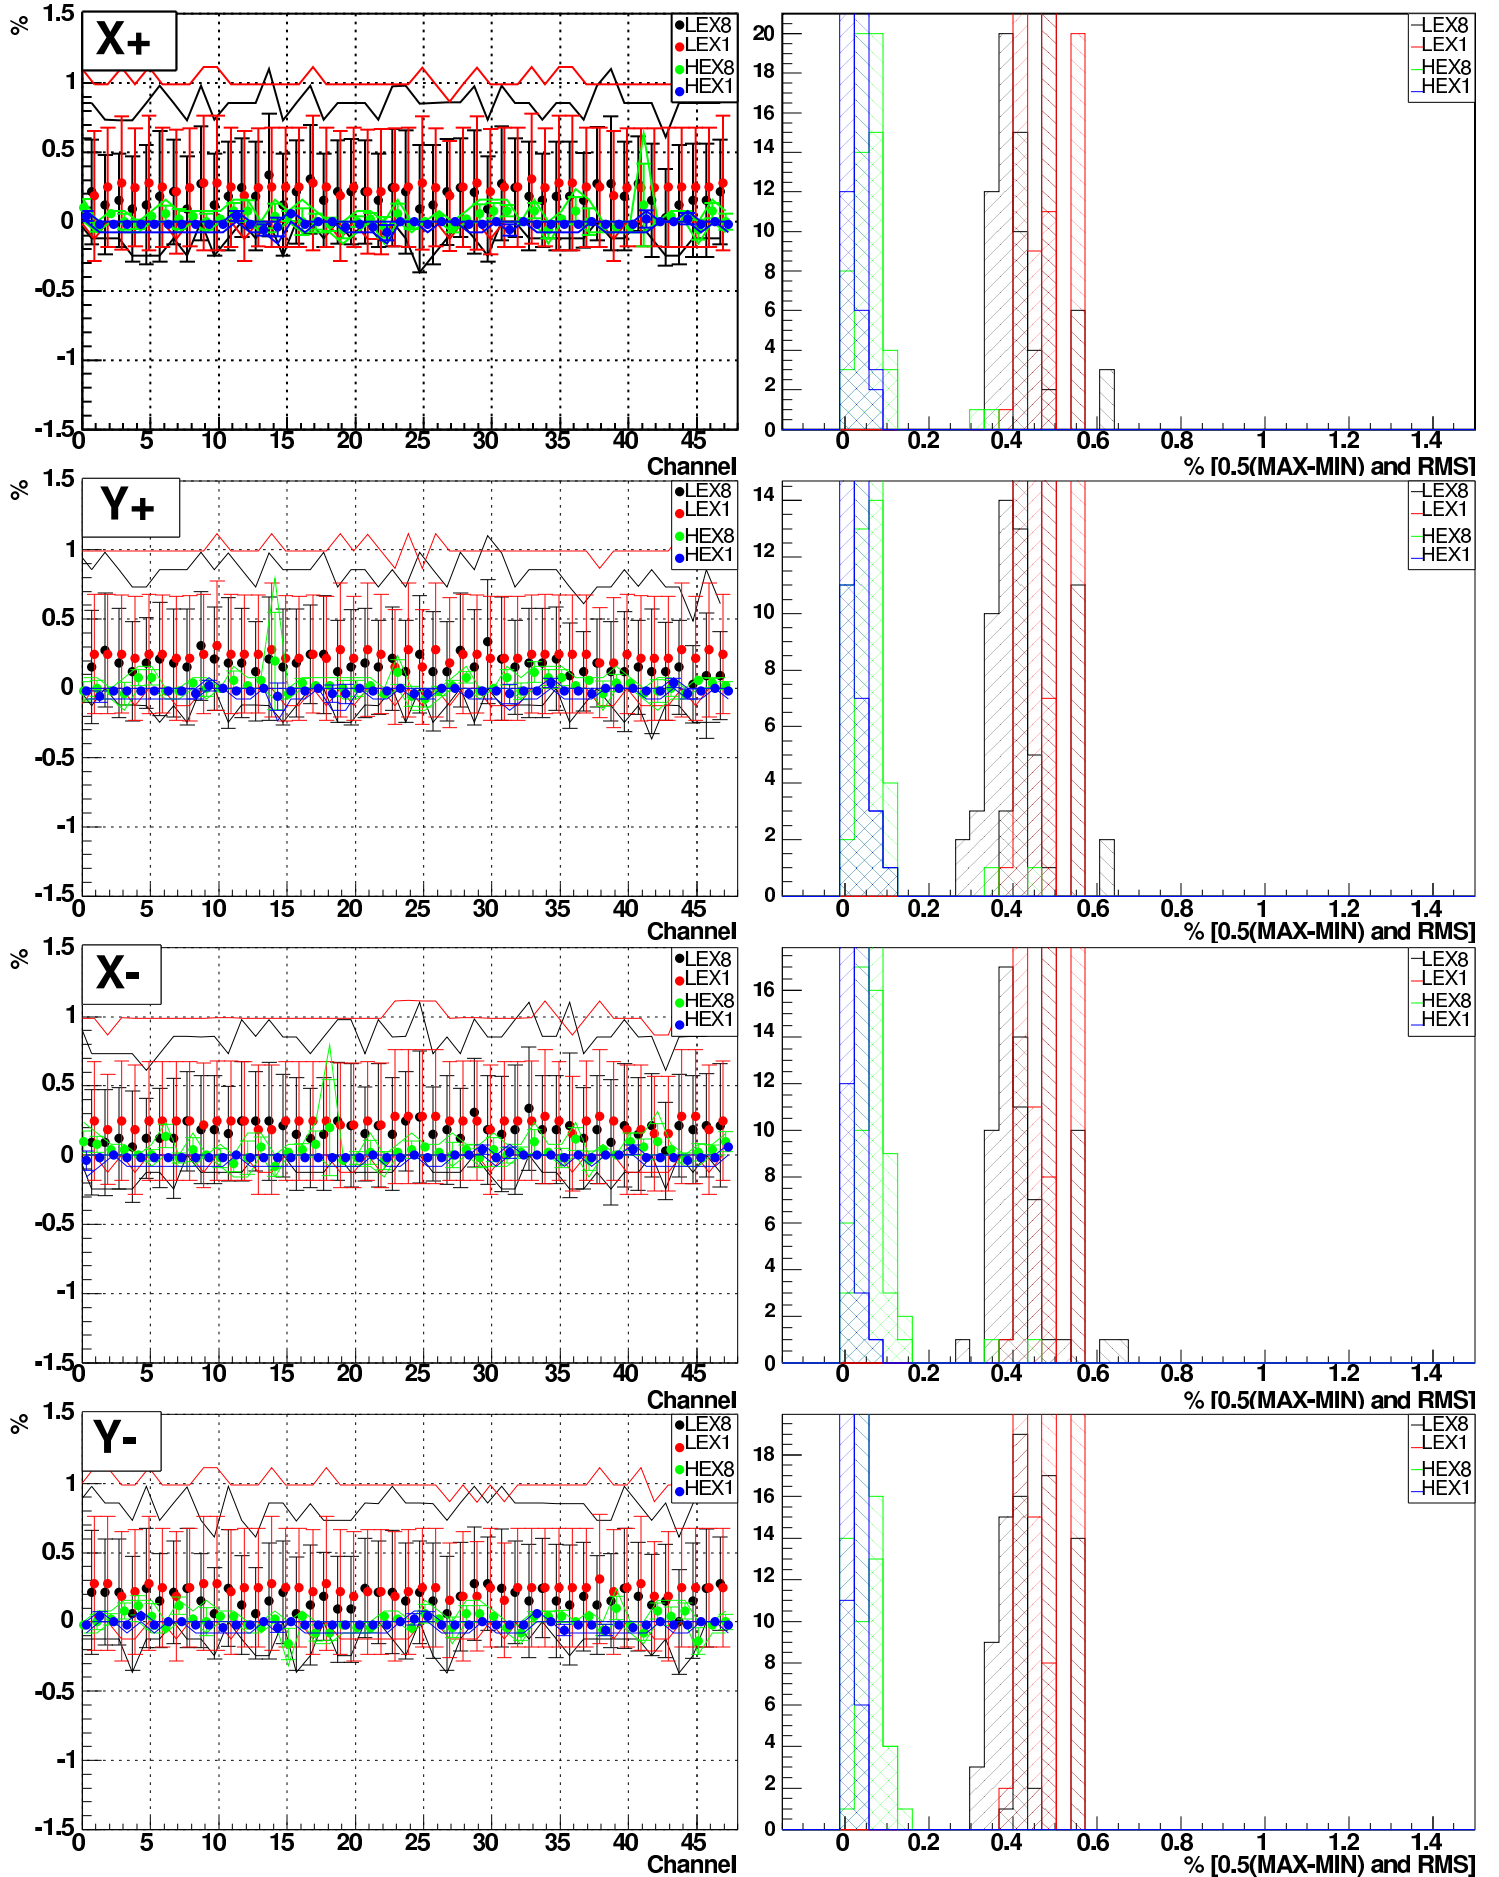 %
1.5
1
0.5
0
-0.5
-1
-1.5
X+
LEX8
LEX1
HEX8
HEX1
0 5 10 15 20 25 30 35 40 45
Channel
20
18
16
14
12
10
8
6
4
2
0
LEX8
LEX1
HEX8
HEX1
0 0.2 0.4 0.6 0.8 1 1.2 1.4
% [0.5(MAX-MIN) and RMS]
%
1.5
1
0.5
0
-0.5
-1
-1.5
Y+
LEX8
LEX1
HEX8
HEX1
0 5 10 15 20 25 30 35 40 45
Channel
14
12
10
8
6
4
2
0
LEX8
LEX1
HEX8
HEX1
0 0.2 0.4 0.6 0.8 1 1.2 1.4
% [0.5(MAX-MIN) and RMS]
%
1.5
1
0.5
0
-0.5
-1
-1.5
X-
LEX8
LEX1
HEX8
HEX1
0 5 10 15 20 25 30 35 40 45
Channel
16
14
12
10
8
6
4
2
0
LEX8
LEX1
HEX8
HEX1
0 0.2 0.4 0.6 0.8 1 1.2 1.4
% [0.5(MAX-MIN) and RMS]
%
1.5
1
0.5
0
-0.5
-1
-1.5
Y-
LEX8
LEX1
HEX8
HEX1
0 5 10 15 20 25 30 35 40 45
Channel
18
16
14
12
10
8
6
4
2
0
LEX8
LEX1
HEX8
HEX1
0 0.2 0.4 0.6 0.8 1 1.2 1.4
% [0.5(MAX-MIN) and RMS]